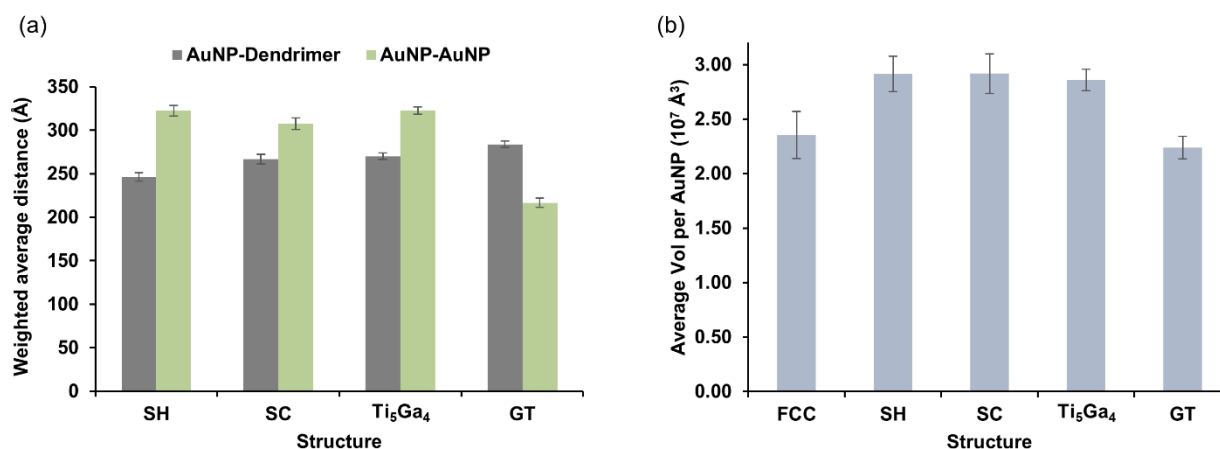 (a)
AuNP-Dendrimer AuNP-AuNP
Weighted average distance (Å)
350
300
250
200
150
100
50
0
SH SC Ti₅Ga₄ GT
Structure
(b)
Average Vol per AuNP (10⁷ Å³)
3.00
2.50
2.00
1.50
1.00
0.50
0.00
FCC SH SC Ti₅Ga₄ GT
Structure